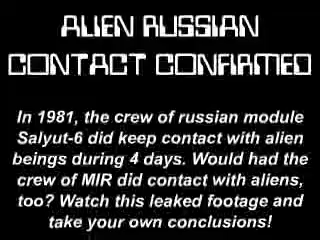 ALIEN RUSSIAN
CONTACT CONFIRMED
In 1981, the crew of russian module
Salyut-6 did keep contact with alien
beings during 4 days. Would had the
crew of MIR did contact with aliens,
too? Watch this leaked footage and
take your own conclusions!